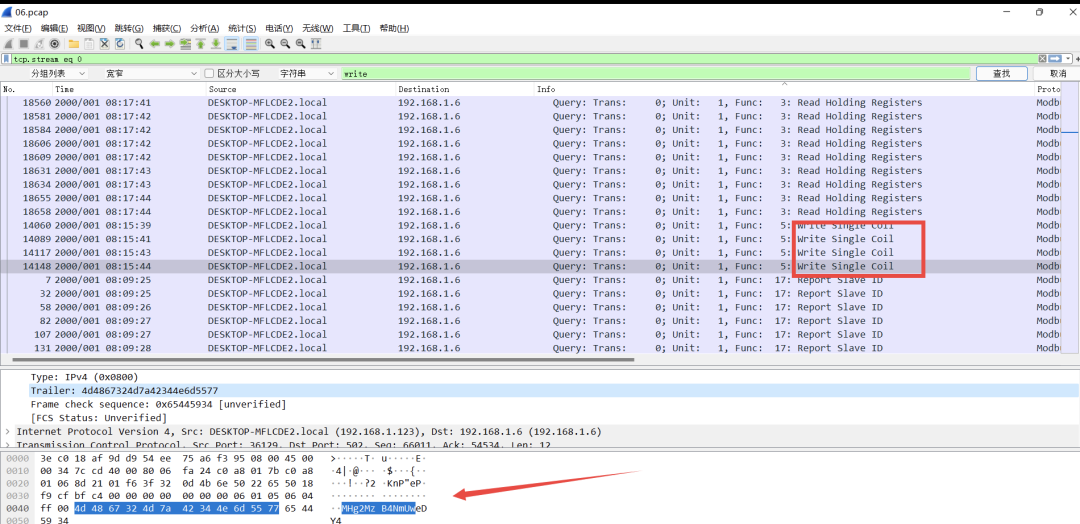 06.pcap
文件(F) 编辑(E) 视图(V) 跳转(G) 捕获(C) 分析(A) 统计(S) 电话(Y) 无线(W) 工具(T) 帮助(H)
tcp.stream eq 0
分组列表 宽窄 区分大小写 字符串 write 查找 取消
No. Time Source Destination Info Proto
18560 2000/001 08:17:41 DESKTOP-MFLCDE2.local 192.168.1.6 Query: Trans: 0; Unit: 1, Func: 3: Read Holding Registers Modb
18581 2000/001 08:17:42 DESKTOP-MFLCDE2.local 192.168.1.6 Query: Trans: 0; Unit: 1, Func: 3: Read Holding Registers Modb
18584 2000/001 08:17:42 DESKTOP-MFLCDE2.local 192.168.1.6 Query: Trans: 0; Unit: 1, Func: 3: Read Holding Registers Modb
18606 2000/001 08:17:42 DESKTOP-MFLCDE2.local 192.168.1.6 Query: Trans: 0; Unit: 1, Func: 3: Read Holding Registers Modb
18609 2000/001 08:17:42 DESKTOP-MFLCDE2.local 192.168.1.6 Query: Trans: 0; Unit: 1, Func: 3: Read Holding Registers Modb
18631 2000/001 08:17:43 DESKTOP-MFLCDE2.local 192.168.1.6 Query: Trans: 0; Unit: 1, Func: 3: Read Holding Registers Modb
18634 2000/001 08:17:43 DESKTOP-MFLCDE2.local 192.168.1.6 Query: Trans: 0; Unit: 1, Func: 3: Read Holding Registers Modb
18655 2000/001 08:17:44 DESKTOP-MFLCDE2.local 192.168.1.6 Query: Trans: 0; Unit: 1, Func: 3: Read Holding Registers Modb
18658 2000/001 08:17:44 DESKTOP-MFLCDE2.local 192.168.1.6 Query: Trans: 0; Unit: 1, Func: 3: Read Holding Registers Modb
14060 2000/001 08:15:39 DESKTOP-MFLCDE2.local 192.168.1.6 Query: Trans: 0; Unit: 1, Func: 5: Write Single Coil Modb
14089 2000/001 08:15:41 DESKTOP-MFLCDE2.local 192.168.1.6 Query: Trans: 0; Unit: 1, Func: 5: Write Single Coil Modb
14117 2000/001 08:15:43 DESKTOP-MFLCDE2.local 192.168.1.6 Query: Trans: 0; Unit: 1, Func: 5: Write Single Coil Modb
14148 2000/001 08:15:44 DESKTOP-MFLCDE2.local 192.168.1.6 Query: Trans: 0; Unit: 1, Func: 5: Write Single Coil Modb
7 2000/001 08:09:25 DESKTOP-MFLCDE2.local 192.168.1.6 Query: Trans: 0; Unit: 1, Func: 17: Report Slave ID Modb
32 2000/001 08:09:25 DESKTOP-MFLCDE2.local 192.168.1.6 Query: Trans: 0; Unit: 1, Func: 17: Report Slave ID Modb
58 2000/001 08:09:26 DESKTOP-MFLCDE2.local 192.168.1.6 Query: Trans: 0; Unit: 1, Func: 17: Report Slave ID Modb
82 2000/001 08:09:27 DESKTOP-MFLCDE2.local 192.168.1.6 Query: Trans: 0; Unit: 1, Func: 17: Report Slave ID Modb
107 2000/001 08:09:27 DESKTOP-MFLCDE2.local 192.168.1.6 Query: Trans: 0; Unit: 1, Func: 17: Report Slave ID Modb
131 2000/001 08:09:28 DESKTOP-MFLCDE2.local 192.168.1.6 Query: Trans: 0; Unit: 1, Func: 17: Report Slave ID Modb
Type: IPv4 (0x0800)
Trailer: 4d4867324d7a42344e6d5577
Frame check sequence: 0x65445934 [unverified]
[FCS Status: Unverified]
> Internet Protocol Version 4, Src: DESKTOP-MFLCDE2.local (192.168.1.123), Dst: 192.168.1.6 (192.168.1.6)
> Transmission Control Protocol, Src Port: 36129, Dst Port: 502, Seq: 66011, Ack: 54534, Len: 12
0000 3e c0 18 af 9d d9 54 ee 75 a6 f3 95 08 00 45 00 >·····T· u·····E·
0010 00 34 7c cd 40 00 80 06 fa 24 c0 a8 01 7b c0 a8 ·4|·@··· ·$···{··
0020 01 06 8d 21 01 f6 3f 32 0d 4b 6e 50 22 65 50 18 ···!··?2 ·KnP"eP·
0030 f9 cf bf c4 00 00 00 00 00 00 00 06 01 05 06 04 ········ ········
0040 ff 00 4d 48 67 32 4d 7a 42 34 4e 6d 55 77 65 44 ··MHg2Mz B4NmUweD
0050 59 34 Y4